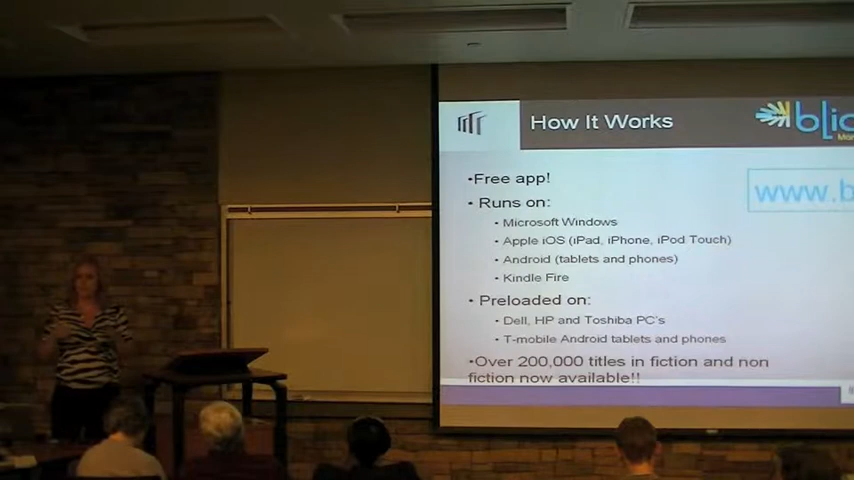 How It Works
•Free app!
• Runs on:
• Microsoft Windows
• Apple iOS (iPad, iPhone, iPod Touch)
• Android (tablets and phones)
• Kindle Fire
• Preloaded on:
• Dell, HP and Toshiba PC's
• T-mobile Android tablets and phones
•Over 200,000 titles in fiction and non
fiction now available!!
www.b